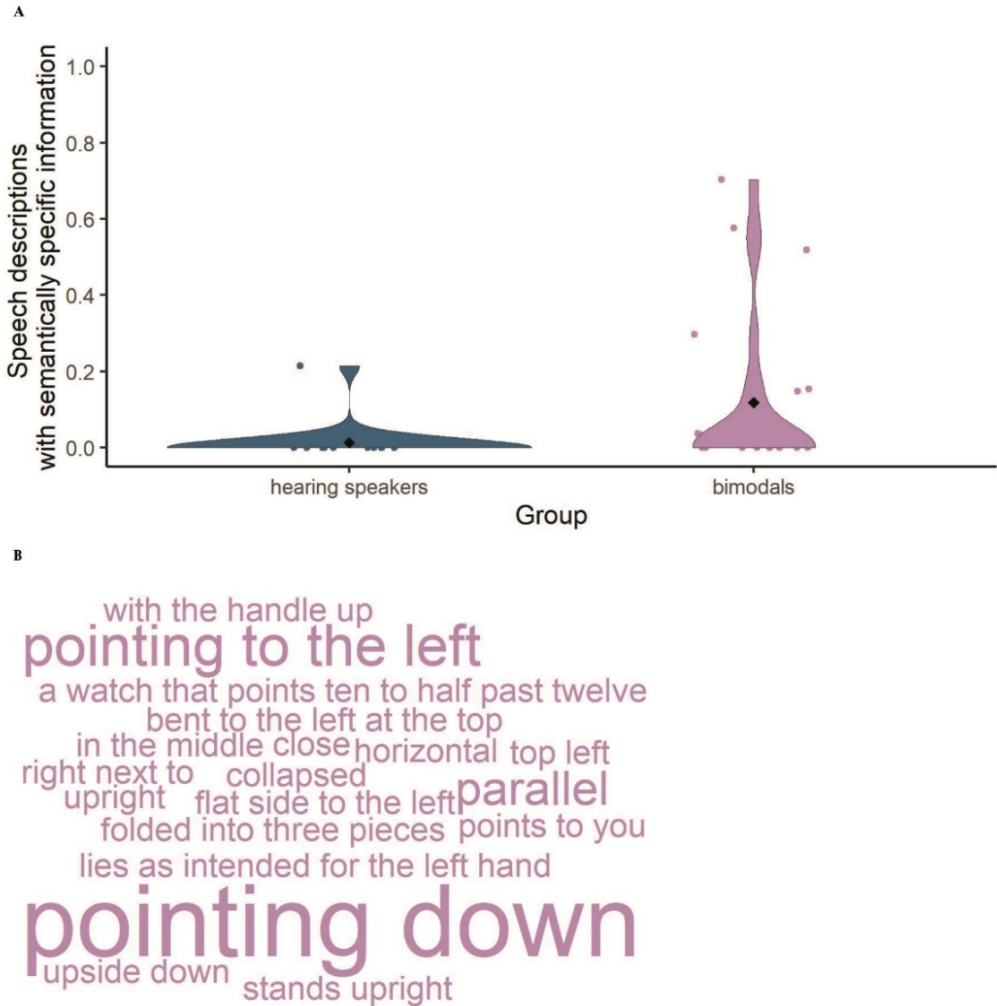 A
Speech descriptions
with semantically specific information
1.0
0.8
0.6
0.4
0.2
0.0
hearing speakers
bimodals
Group
B
with the handle up
pointing to the left
a watch that points ten to half past twelve
bent to the left at the top
in the middle close horizontal top left
right next to collapsed
upright flat side to the left parallel
folded into three pieces points to you
lies as intended for the left hand
pointing down
upside down
stands upright